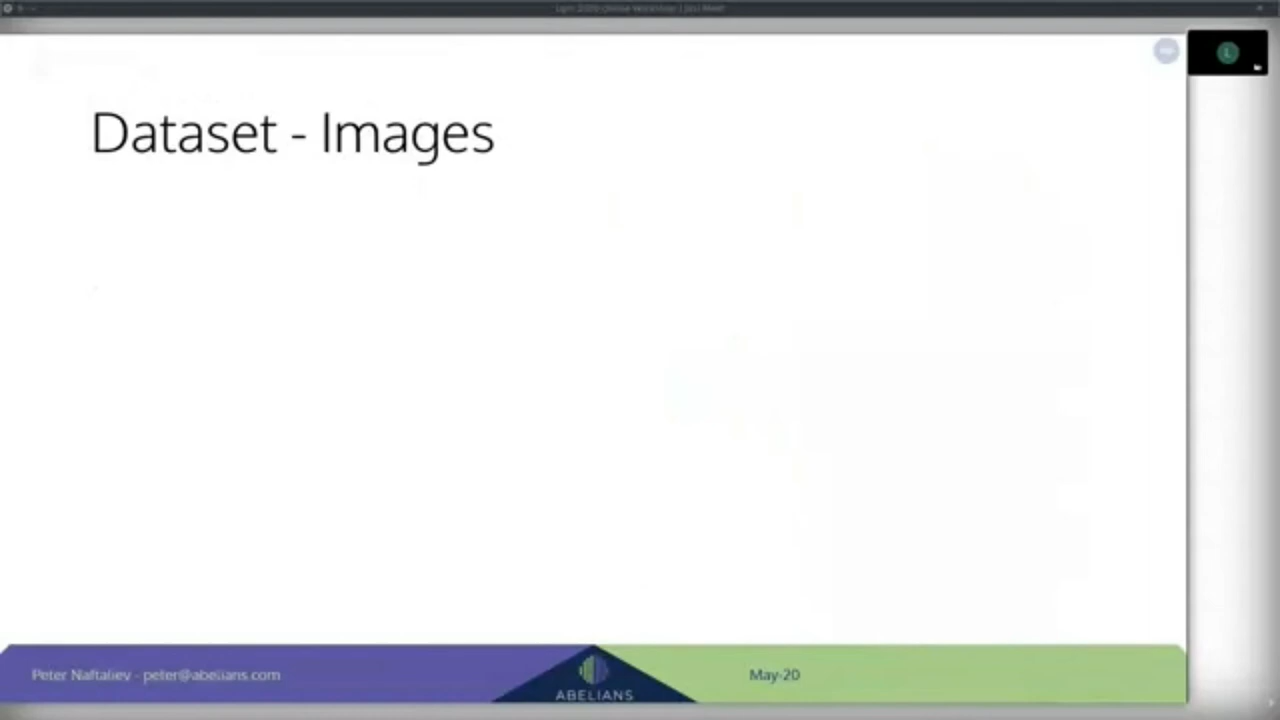 Dataset - Images
L
Peter Naftaliev - peter@abelians.com
ABELIANS
May-20